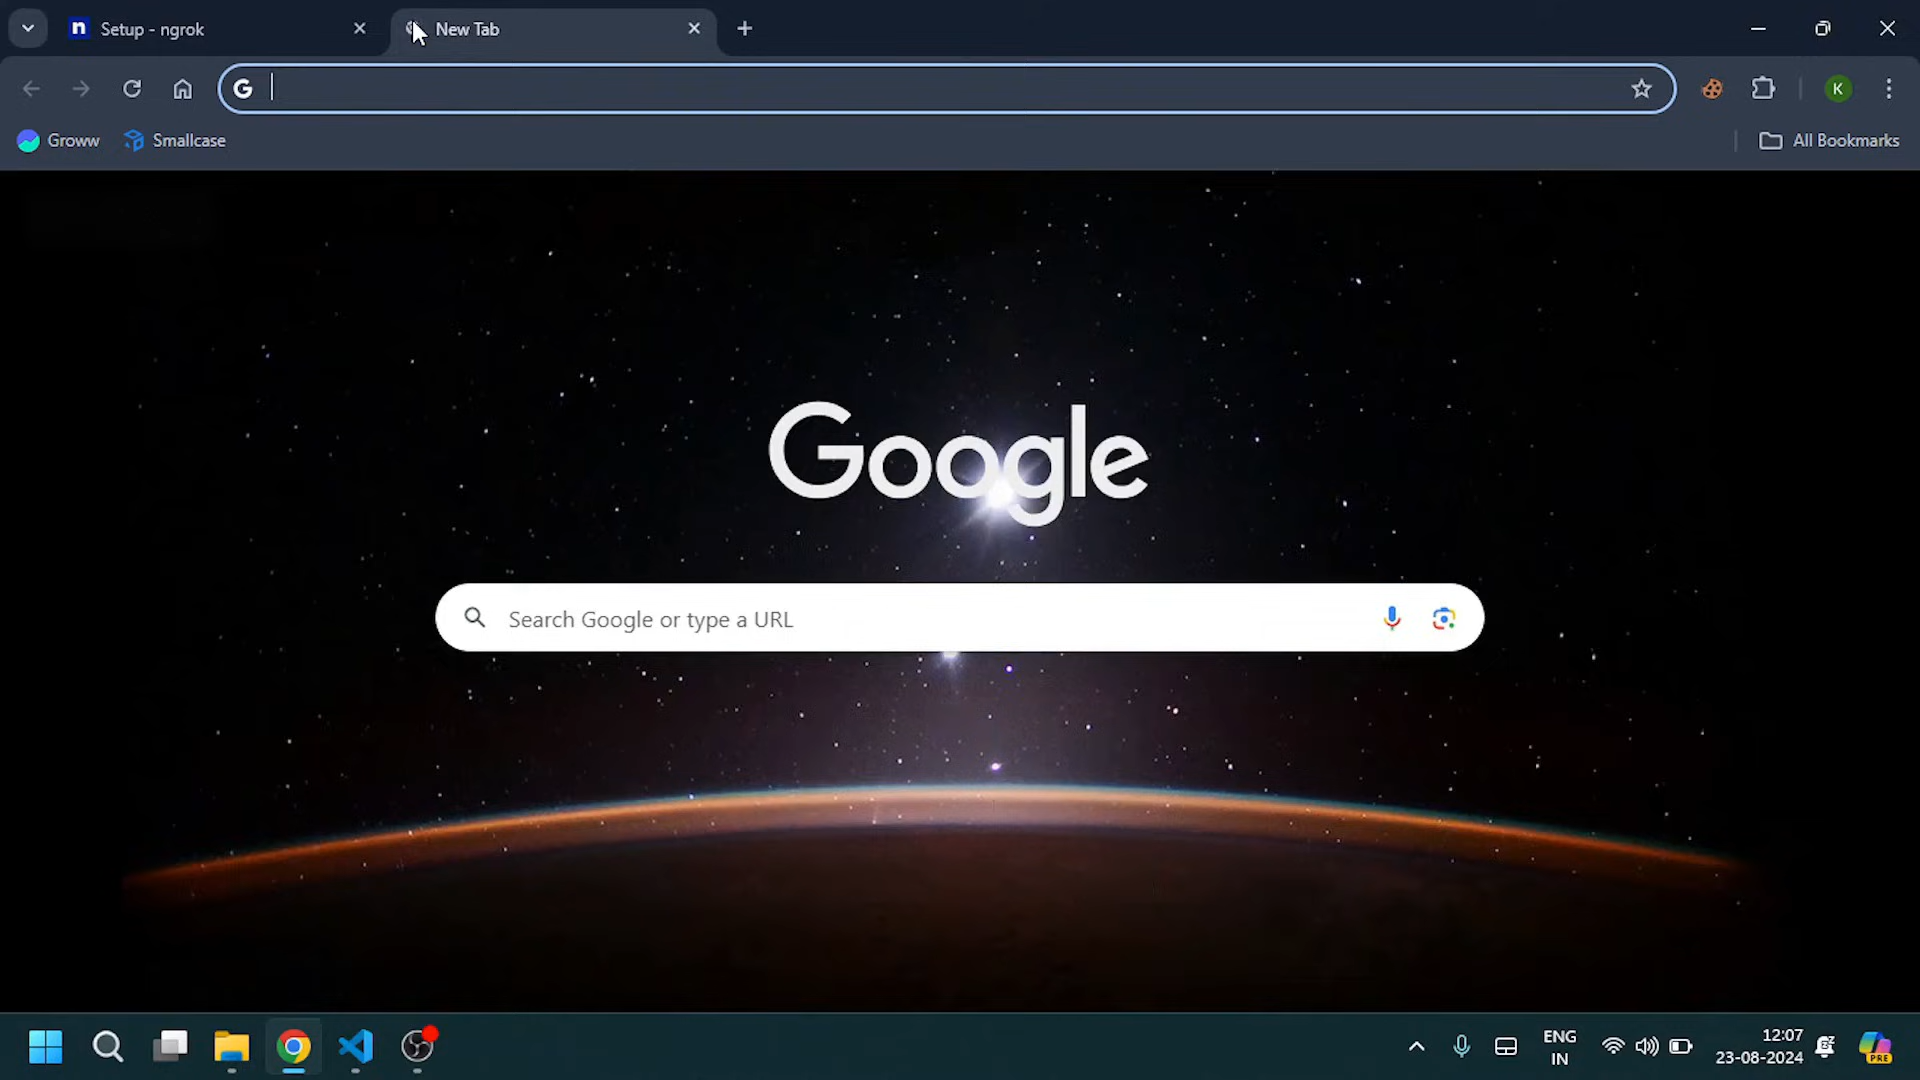 Setup - ngrok
New Tab
Groww
Smallcase
All Bookmarks
K
Google
Search Google or type a URL
ENG
IN
12:07
23-08-2024
PRE